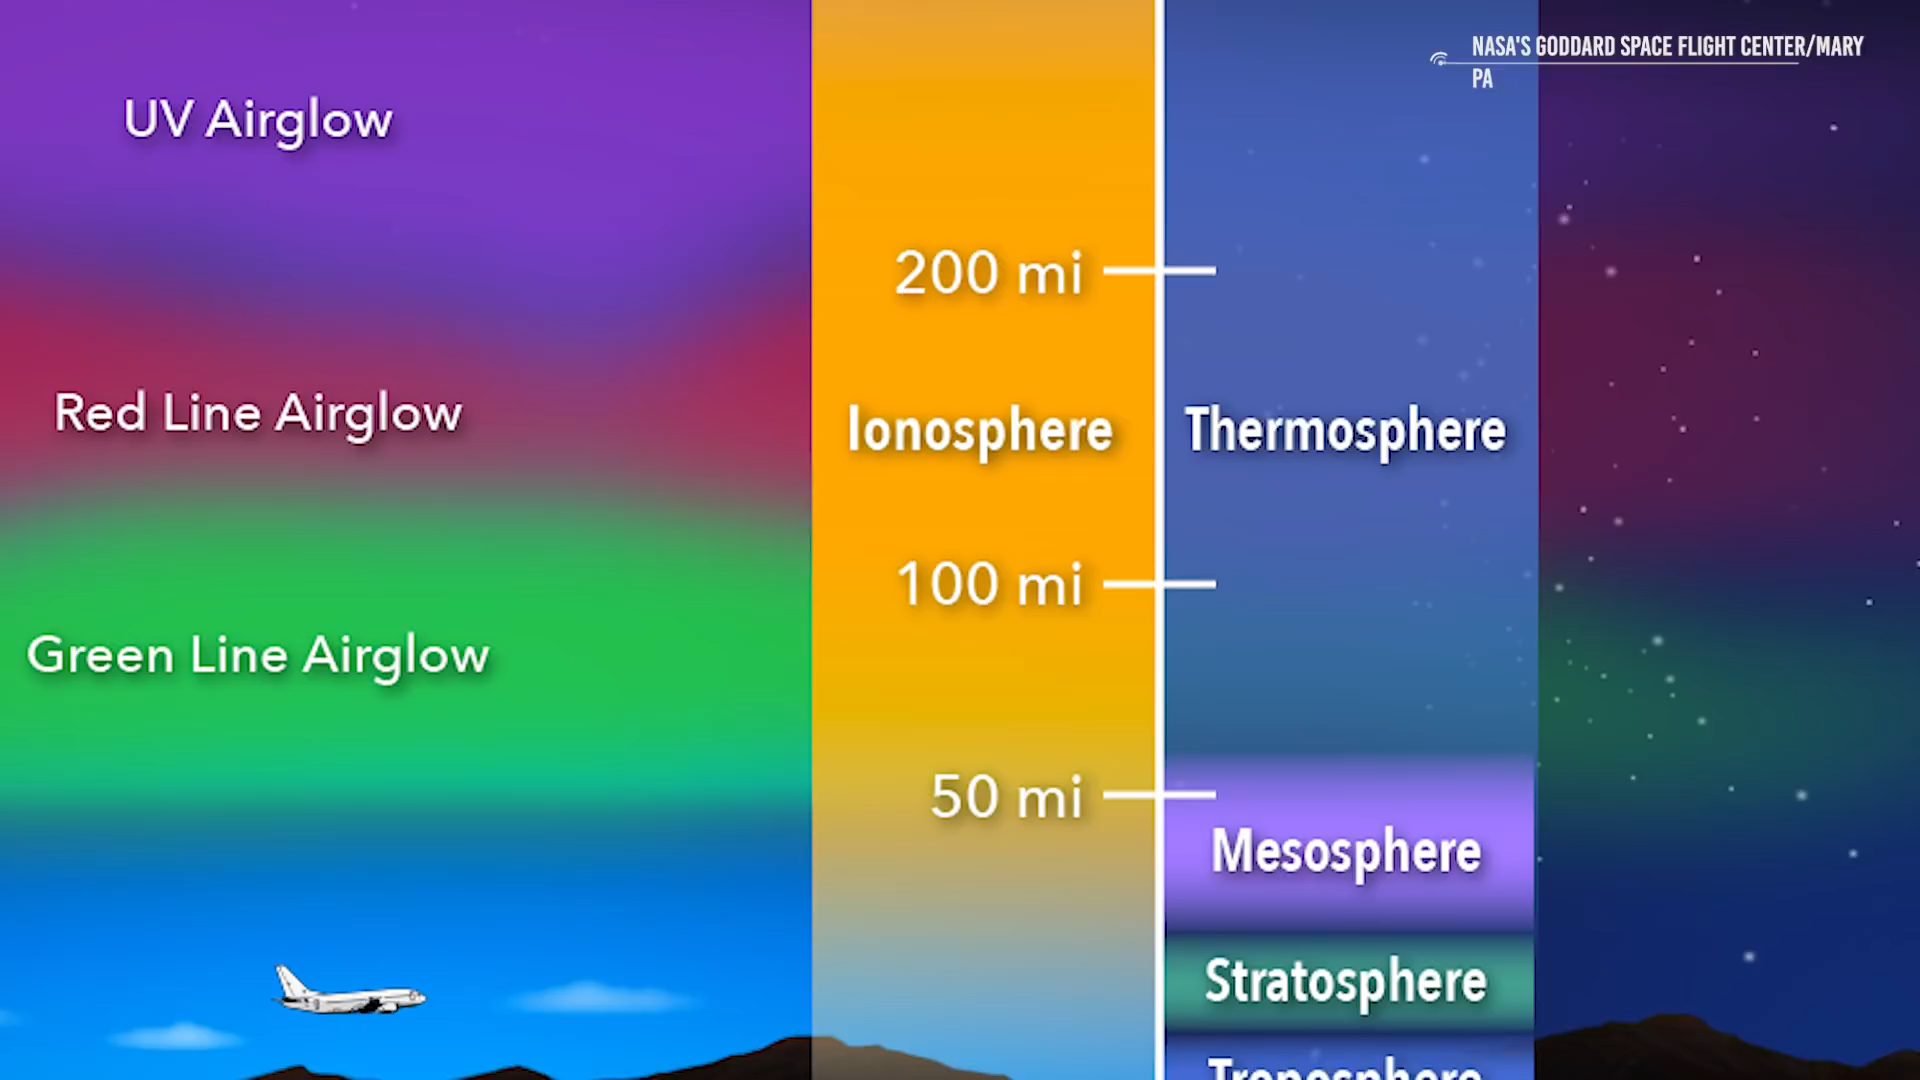 NASA'S GODDARD SPACE FLIGHT CENTER/MARY
PA
UV Airglow
200 mi
Red Line Airglow
Ionosphere
Thermosphere
100 mi
Green Line Airglow
50 mi
Mesosphere
Stratosphere
Troposphere